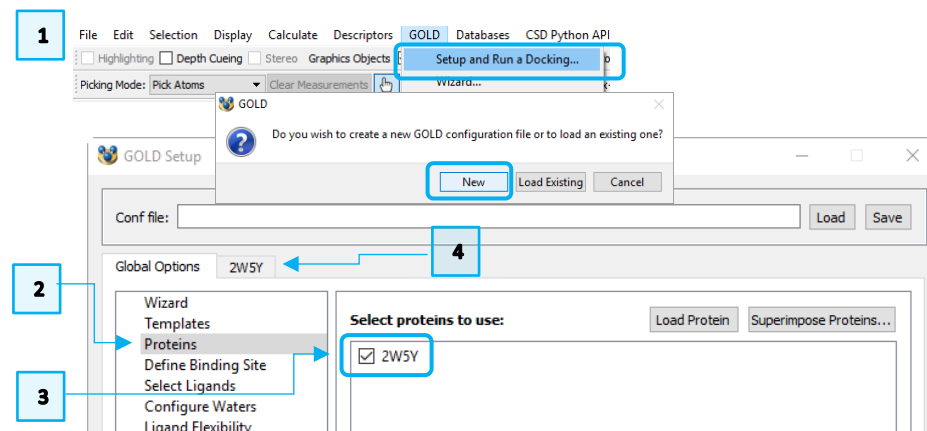 1
File Edit Selection Display Calculate Descriptors GOLD Databases CSD Python API
Highlighting Depth Cueing Stereo Graphics Objects Setup and Run a Docking...
Picking Mode: Pick Atoms Clear Measurements Wizard...
GOLD
Do you wish to create a new GOLD configuration file or to load an existing one?
New Load Existing Cancel
GOLD Setup
Conf file: Load Save
4
Global Options 2W5Y
2
Wizard
Templates
Proteins
Define Binding Site
Select Ligands
Configure Waters
Ligand Flexibility
Select proteins to use: Load Protein Superimpose Proteins...
2W5Y
3